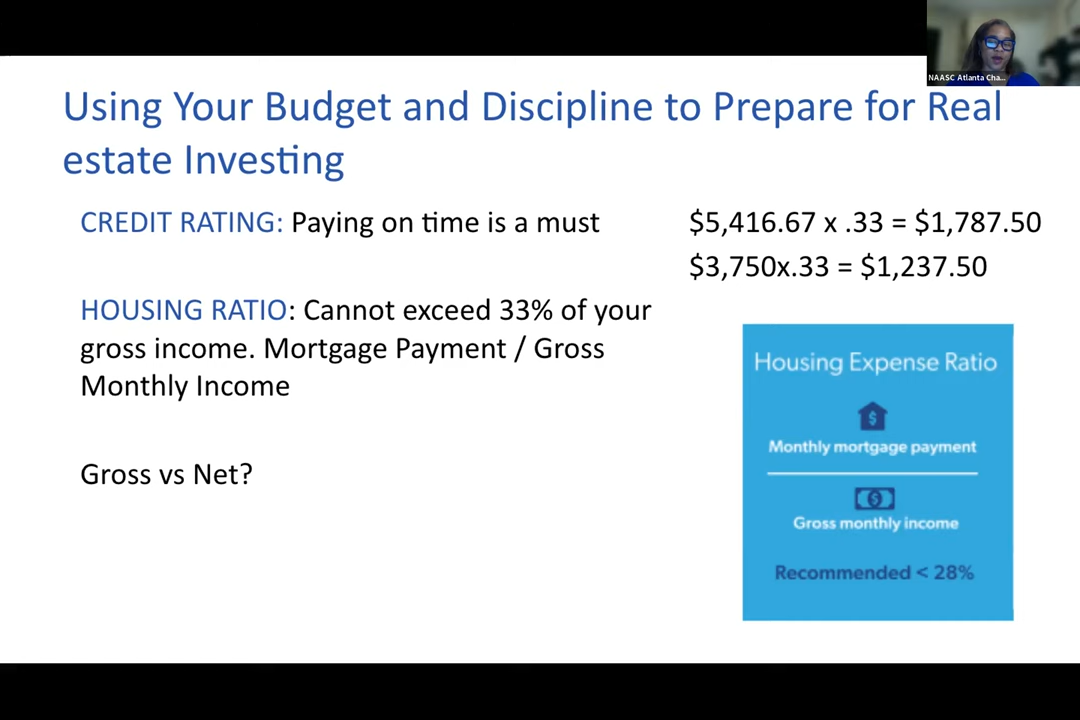 NAASC Atlanta Cha...
Using Your Budget and Discipline to Prepare for Real
estate Investing
CREDIT RATING: Paying on time is a must
HOUSING RATIO: Cannot exceed 33% of your
gross income. Mortgage Payment / Gross
Monthly Income
Gross vs Net?
$5,416.67 x .33 = $1,787.50
$3,750x.33 = $1,237.50
Housing Expense Ratio
$
Monthly mortgage payment
$
Gross monthly income
Recommended < 28%